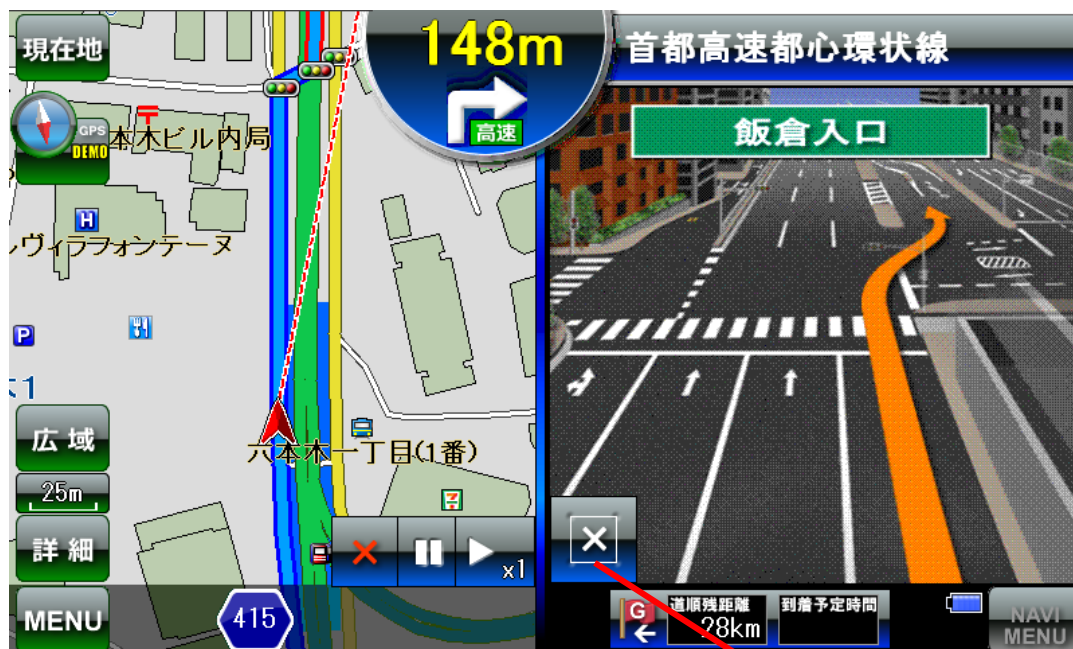 現在地
148m
高速
首都高速都心環状線
飯倉入口
GPS
DEMO
本木ビル内局
H
ルヴィラフォンテーヌ
P
1
広域
25m
詳細
六本木一丁目(1番)
7
x1
MENU
415
G
道順残距離
28km
到着予定時間
NAVI
MENU